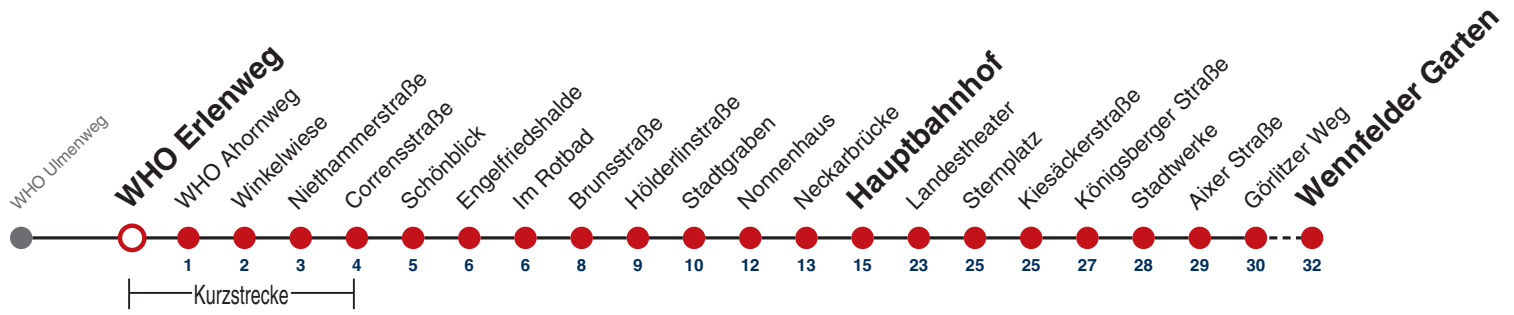 WHO Ulmenweg
WHO Erlenweg
WHO Ahornweg
Winkelwiese
Niethammerstraße
Corrensstraße
Schönblick
Engelfriedshalde
Im Rotbad
Brunsstraße
Hölderlinstraße
Stadtgraben
Nonnenhaus
Neckarbrücke
Hauptbahnhof
Landestheater
Sternplatz
Kiesäckerstraße
Königsberger Straße
Stadtwerke
Aixer Straße
Görlitzer Weg
Wennfelder Garten
1 2 3 4 5 6 6 8 9 10 12 13 15 23 25 25 27 28 29 30 32
Kurzstrecke